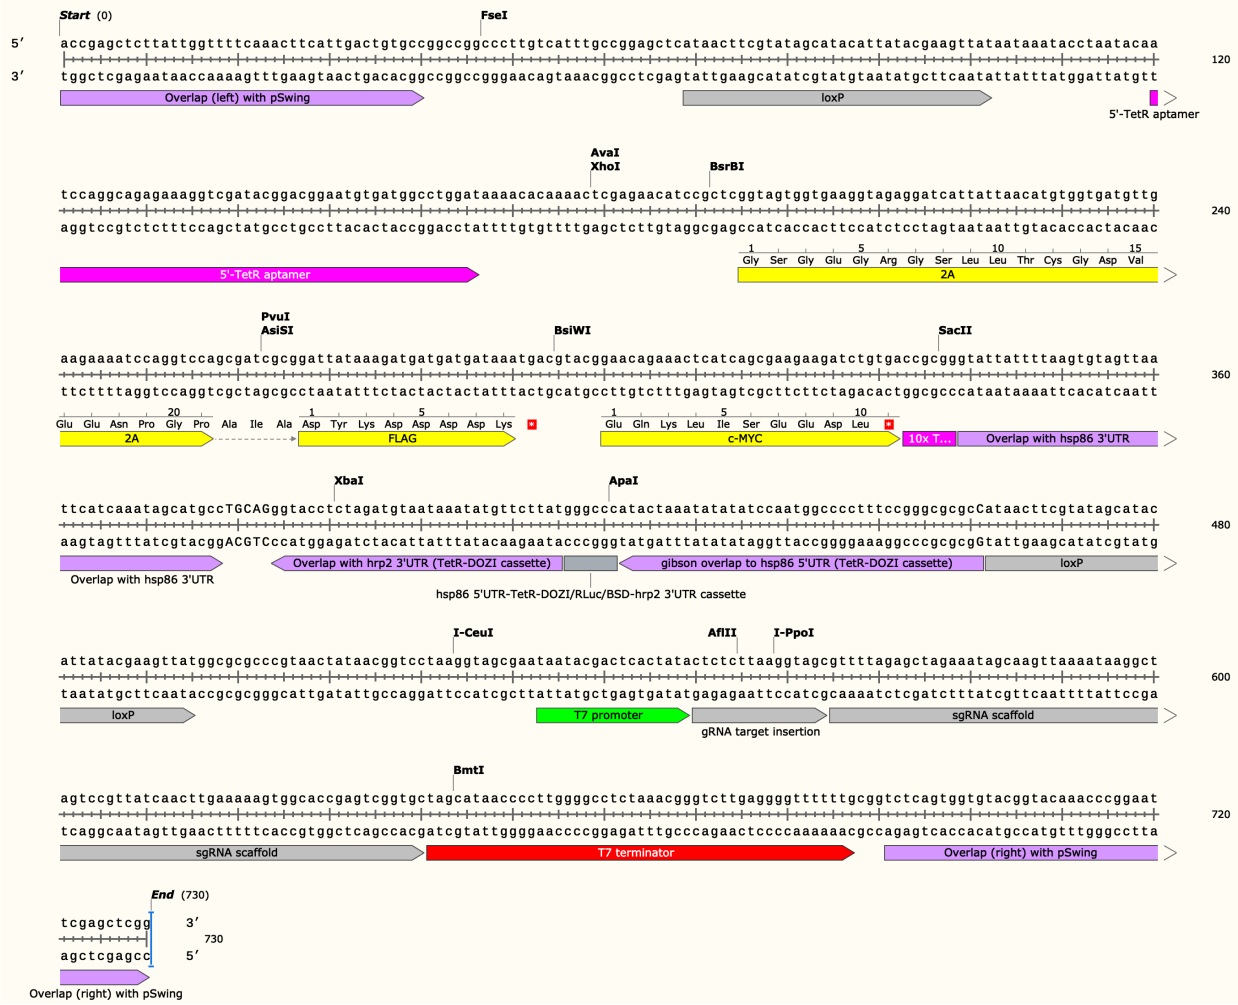 Start (0)
FseI
5′ accgagctcttattggttttcaaacttcattgactgtgccggccggcccttgtcatttgccggagctcataacttcgtatagcatacattatacgaagttataataaatacctaatacaa
120
3′ tggctcgagaataaccaaaagtttgaagtaactgacacggccggccgggaacagtaaacggcctcgagtattgaagcatatcgtatgtaatatgcttcaatattatttatggattatgtt
Overlap (left) with pSwing
loxP
5'-TetR aptamer
AvaI
XhoI
BsrBI
tccaggcagagaaaggtcgatacggacggaatgtgatggcctggataaaacacaaaactcgagaacatccgctcggtagtggtgaaggtagaggatcattattaacatgtggtgatgttg
240
aggtccgtctctttccagctatgcctgccttacactaccggacctattttgtgttttgagctcttgtaggcgagccatcaccacttccatctcctagtaataattgtacaccactacaac
1 5 10 15
Gly Ser Gly Glu Gly Arg Gly Ser Leu Leu Thr Cys Gly Asp Val
5'-TetR aptamer
2A
PvuI
AsiSI
BsiWI
SacII
aagaaaatccaggtccagcgatcgcggattataaagatgatgatgataaatgacgtacggaacagaaactcatcagcgaagaagatctgtgaccgcgggtattattttaagtgtagttaa
360
ttcttttaggtccaggtcgctagcgcctaatatttctactactactatttactgcatgccttgtctttgagtagtcgcttcttctagacactggcgcccataataaaattcacatcaatt
20 1 5 1 5 10
Glu Glu Asn Pro Gly Pro Ala Ile Ala Asp Tyr Lys Asp Asp Asp Asp Lys * Glu Gln Lys Leu Ile Ser Glu Glu Asp Leu *
2A
FLAG
c-MYC
10x T...
Overlap with hsp86 3'UTR
XbaI
ApaI
ttcatcaaatagcatgccTGCAGggtacctctagatgtaataaatatgttcttatgggcccatactaaatatatatccaatggcccctttccgggcgcgcCataacttcgtatagcatac
480
aagtagtttatcgtacggACGTCccatggagatctacattatttatacaagaatacccgggtatgatttatatataggttaccggggaaaggcccgcgcgGtattgaagcatatcgtatg
Overlap with hsp86 3'UTR
Overlap with hrp2 3'UTR (TetR-DOZI cassette)
gibson overlap to hsp86 5'UTR (TetR-DOZI cassette)
loxP
hsp86 5'UTR-TetR-DOZI/RLuc/BSD-hrp2 3'UTR cassette
I-CeuI
AflII
I-PpoI
attatacgaagttatggcgcgcccgtaactataacggtcctaaggtagcgaataatacgactcactatactctcttaaggtagcgttttagagctagaaatagcaagttaaaataaggct
600
taatatgcttcaataccgcgcgggcattgatattgccaggattccatcgcttattatgctgagtgatatgagagaattccatcgcaaaatctcgatctttatcgttcaattttattccga
loxP
T7 promoter
gRNA target insertion
sgRNA scaffold
BmtI
agtccgttatcaacttgaaaaagtggcaccgagtcggtgctagcataaccccttggggcctctaaacgggtcttgaggggttttttgcggtctcagtggtgtacggtacaaacccggaat
720
tcaggcaatagttgaactttttcaccgtggctcagccacgatcgtattggggaaccccggagatttgcccagaactccccaaaaaacgccagagtcaccacatgccatgtttgggcctta
sgRNA scaffold
T7 terminator
Overlap (right) with pSwing
End (730)
tcgagctcgg 3′
730
agctcgagcc 5′
Overlap (right) with pSwing